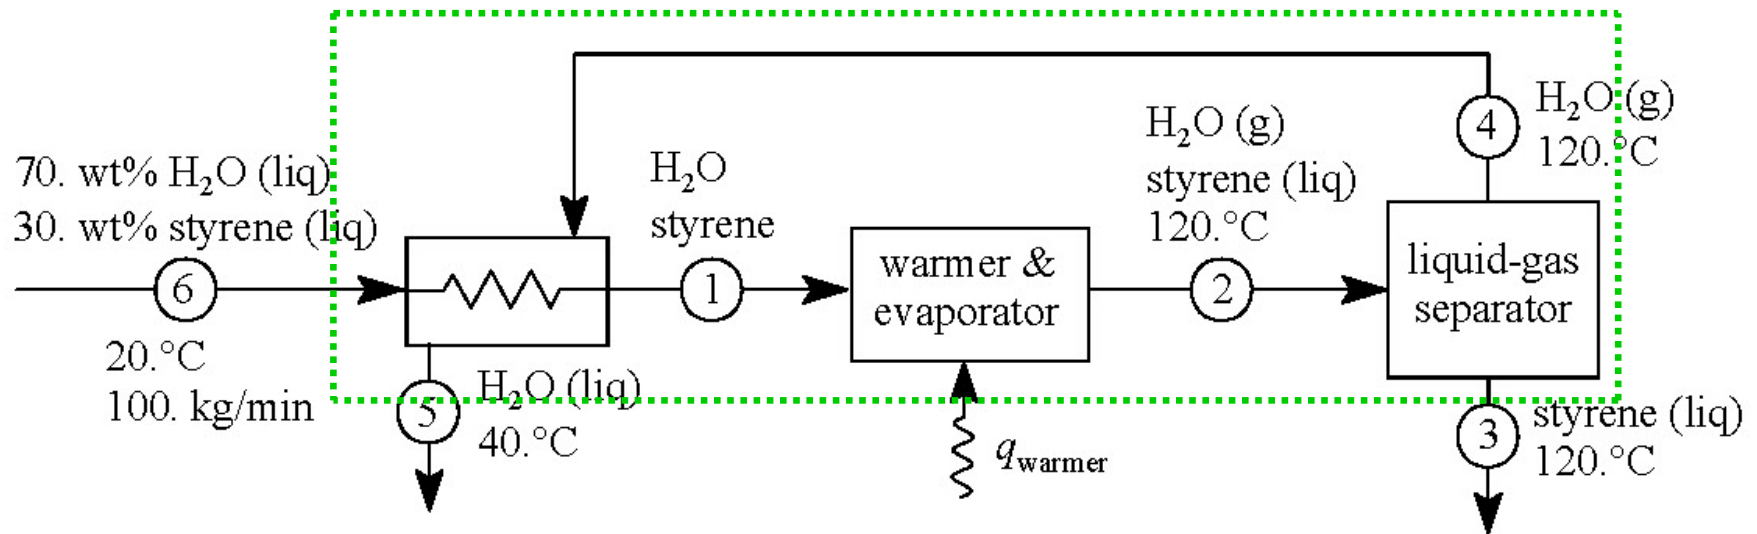 70. wt% H₂O (liq)
30. wt% styrene (liq)
6
20.°C
100. kg/min
5
H₂O (liq)
40.°C
H₂O
styrene
1
warmer &
evaporator
q warmer
H₂O (g)
styrene (liq)
120.°C
2
liquid-gas
separator
4
H₂O (g)
120.°C
3
styrene (liq)
120.°C